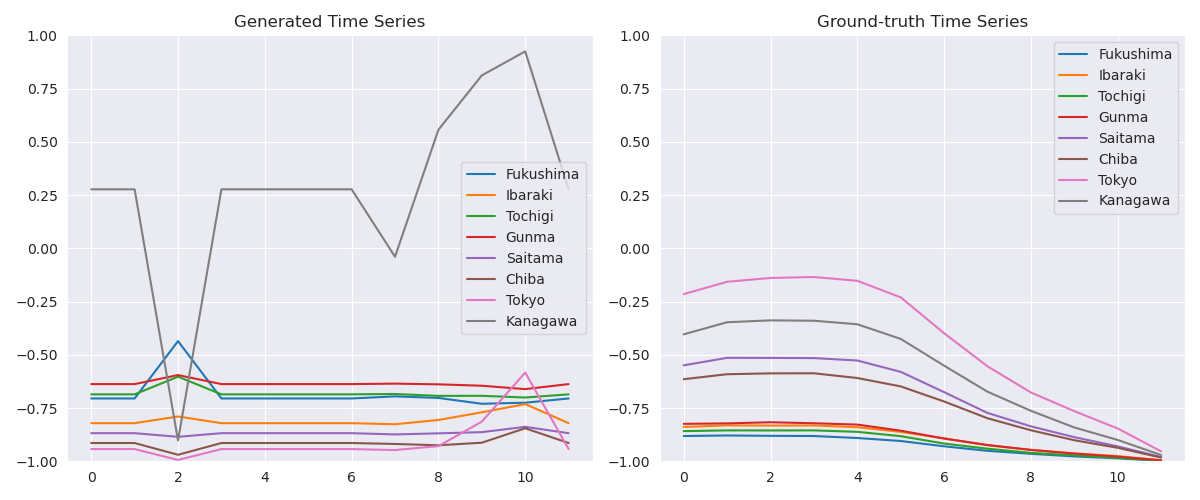 Generated Time Series
1.00
0.75
0.50
0.25
0.00
−0.25
−0.50
−0.75
−1.00
0 2 4 6 8 10
Fukushima
Ibaraki
Tochigi
Gunma
Saitama
Chiba
Tokyo
Kanagawa
Ground-truth Time Series
1.00
0.75
0.50
0.25
0.00
−0.25
−0.50
−0.75
−1.00
0 2 4 6 8 10
Fukushima
Ibaraki
Tochigi
Gunma
Saitama
Chiba
Tokyo
Kanagawa